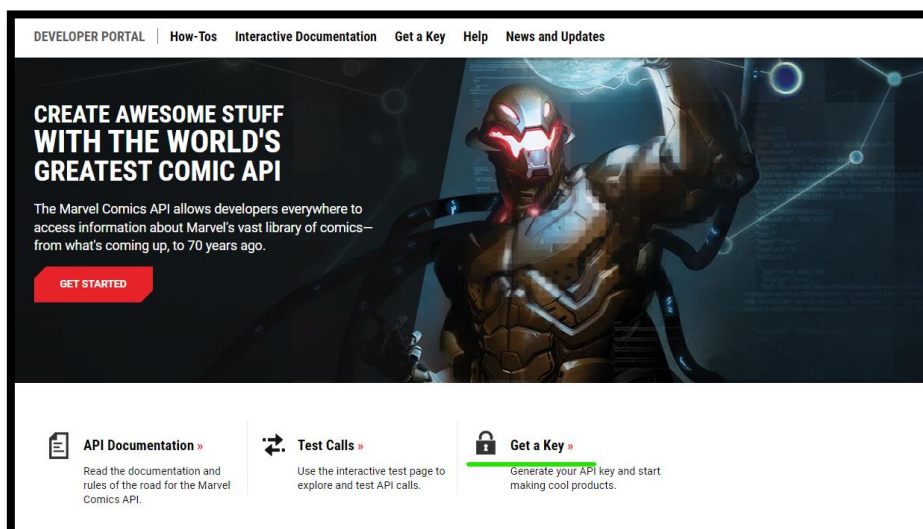 DEVELOPER PORTAL How-Tos Interactive Documentation Get a Key Help News and Updates
CREATE AWESOME STUFF
WITH THE WORLD'S
GREATEST COMIC API
The Marvel Comics API allows developers everywhere to
access information about Marvel's vast library of comics—
from what's coming up, to 70 years ago.
GET STARTED
API Documentation »
Read the documentation and
rules of the road for the Marvel
Comics API.
Test Calls »
Use the interactive test page to
explore and test API calls.
Get a Key »
Generate your API key and start
making cool products.